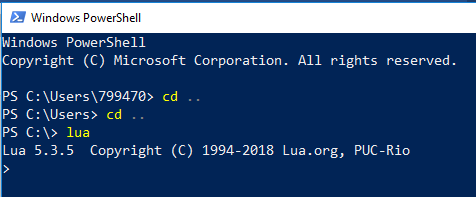 Windows PowerShell
Windows PowerShell
Copyright (C) Microsoft Corporation. All rights reserved.
PS C:\Users\799470> cd ..
PS C:\Users> cd ..
PS C:\> lua
Lua 5.3.5  Copyright (C) 1994-2018 Lua.org, PUC-Rio
>